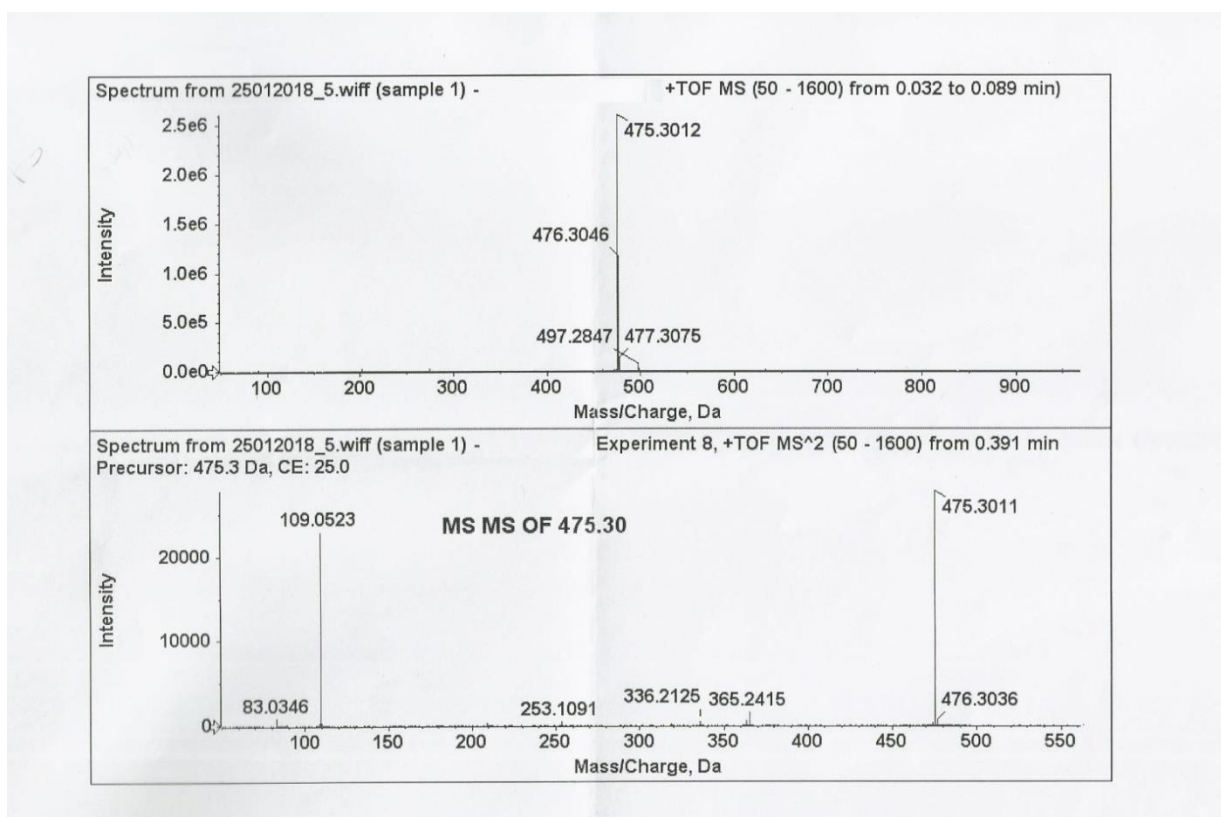 Spectrum from 25012018_5.wiff (sample 1) - +TOF MS (50 - 1600) from 0.032 to 0.089 min)
2.5e6
475.3012
2.0e6
1.5e6
476.3046
1.0e6
5.0e5
497.2847 477.3075
0.0e0
Intensity
100 200 300 400 500 600 700 800 900
Mass/Charge, Da
Spectrum from 25012018_5.wiff (sample 1) - Experiment 8, +TOF MS^2 (50 - 1600) from 0.391 min
Precursor: 475.3 Da, CE: 25.0
475.3011
109.0523
MS MS OF 475.30
20000
10000
336.2125 365.2415
83.0346 253.1091 476.3036
0
Intensity
100 150 200 250 300 350 400 450 500 550
Mass/Charge, Da